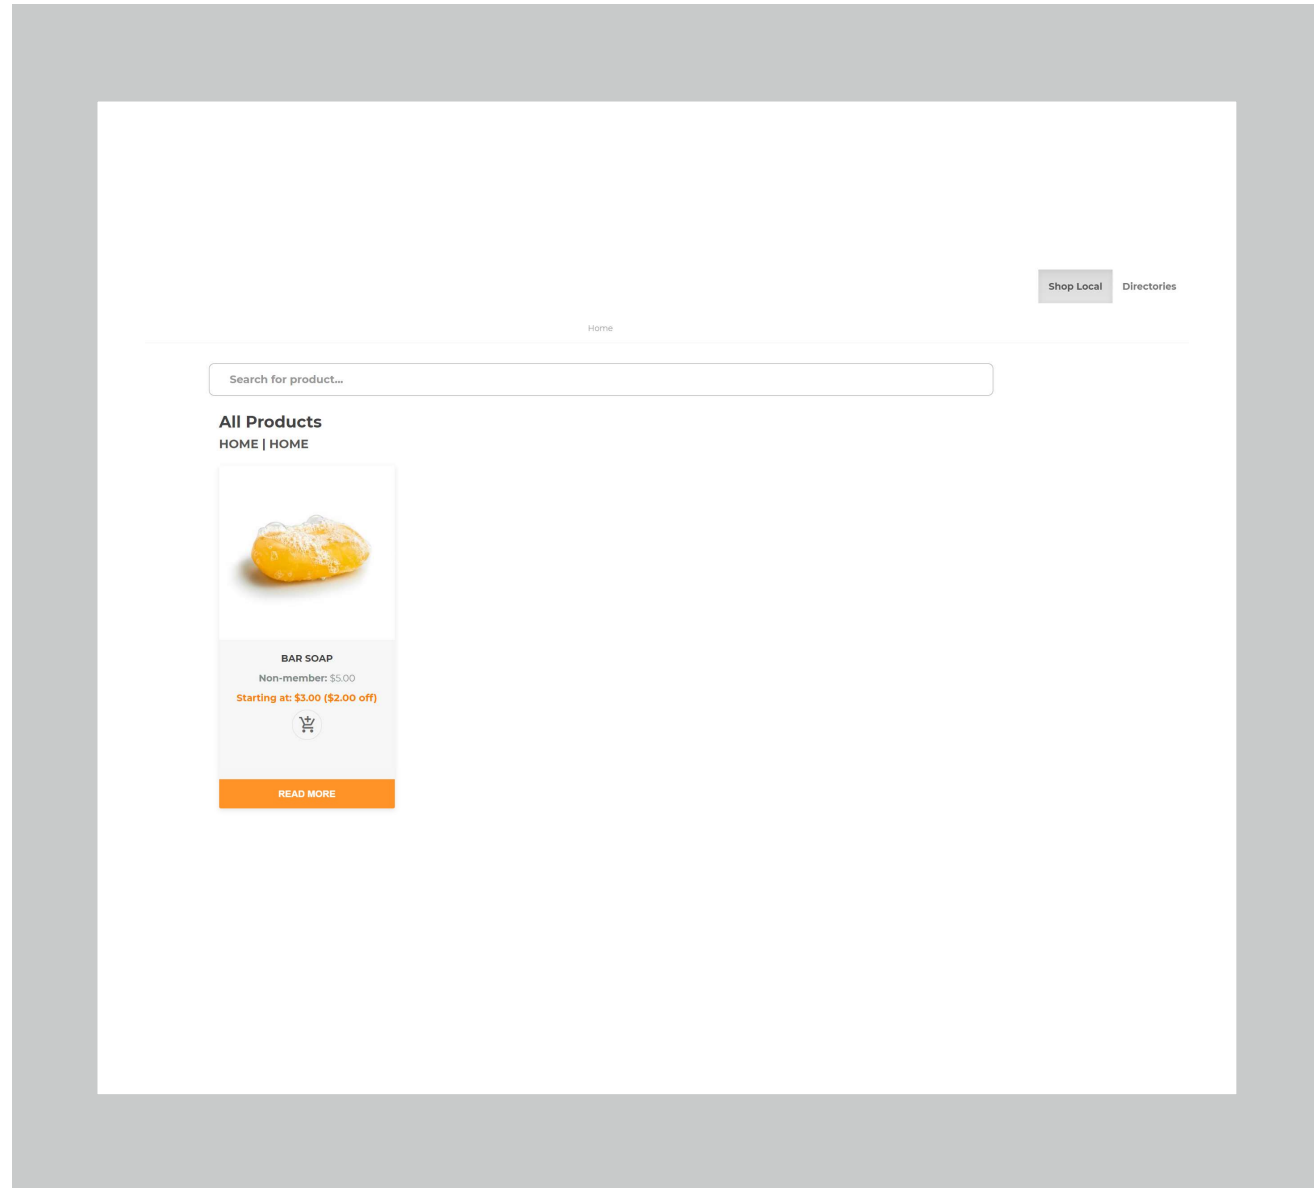 Shop Local Directories
Home
Search for product...
All Products
HOME | HOME
BAR SOAP
Non-member: $5.00
Starting at: $3.00 ($2.00 off)
READ MORE